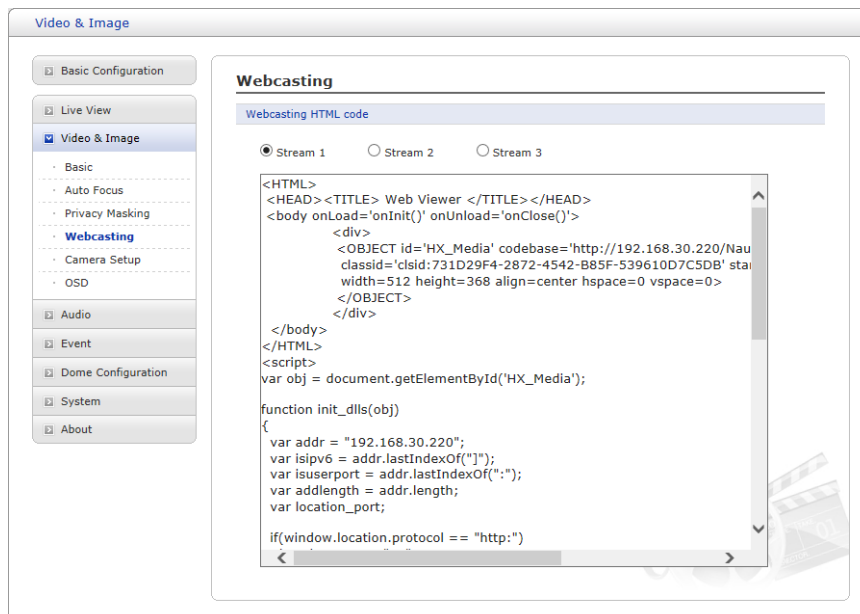 Video & Image
Basic Configuration
Live View
Video & Image
Basic
Auto Focus
Privacy Masking
Webcasting
Camera Setup
OSD
Audio
Event
Dome Configuration
System
About
Webcasting
Webcasting HTML code
Stream 1 Stream 2 Stream 3
<HTML>
<HEAD><TITLE> Web Viewer </TITLE></HEAD>
<body onLoad='onInit()' onUnload='onClose()'>
<div>
<OBJECT id='HX_Media' codebase='http://192.168.30.220/Nau
classid='clsid:731D29F4-2872-4542-B85F-539610D7C5DB' sta
width=512 height=368 align=center hspace=0 vspace=0>
</OBJECT>
</div>
</body>
</HTML>
<script>
var obj = document.getElementById('HX_Media');
function init_dlls(obj)
{
var addr = "192.168.30.220";
var isipv6 = addr.lastIndexOf("]");
var isuserport = addr.lastIndexOf(":");
var addlength = addr.length;
var location_port;
if(window.location.protocol == "http:")
01